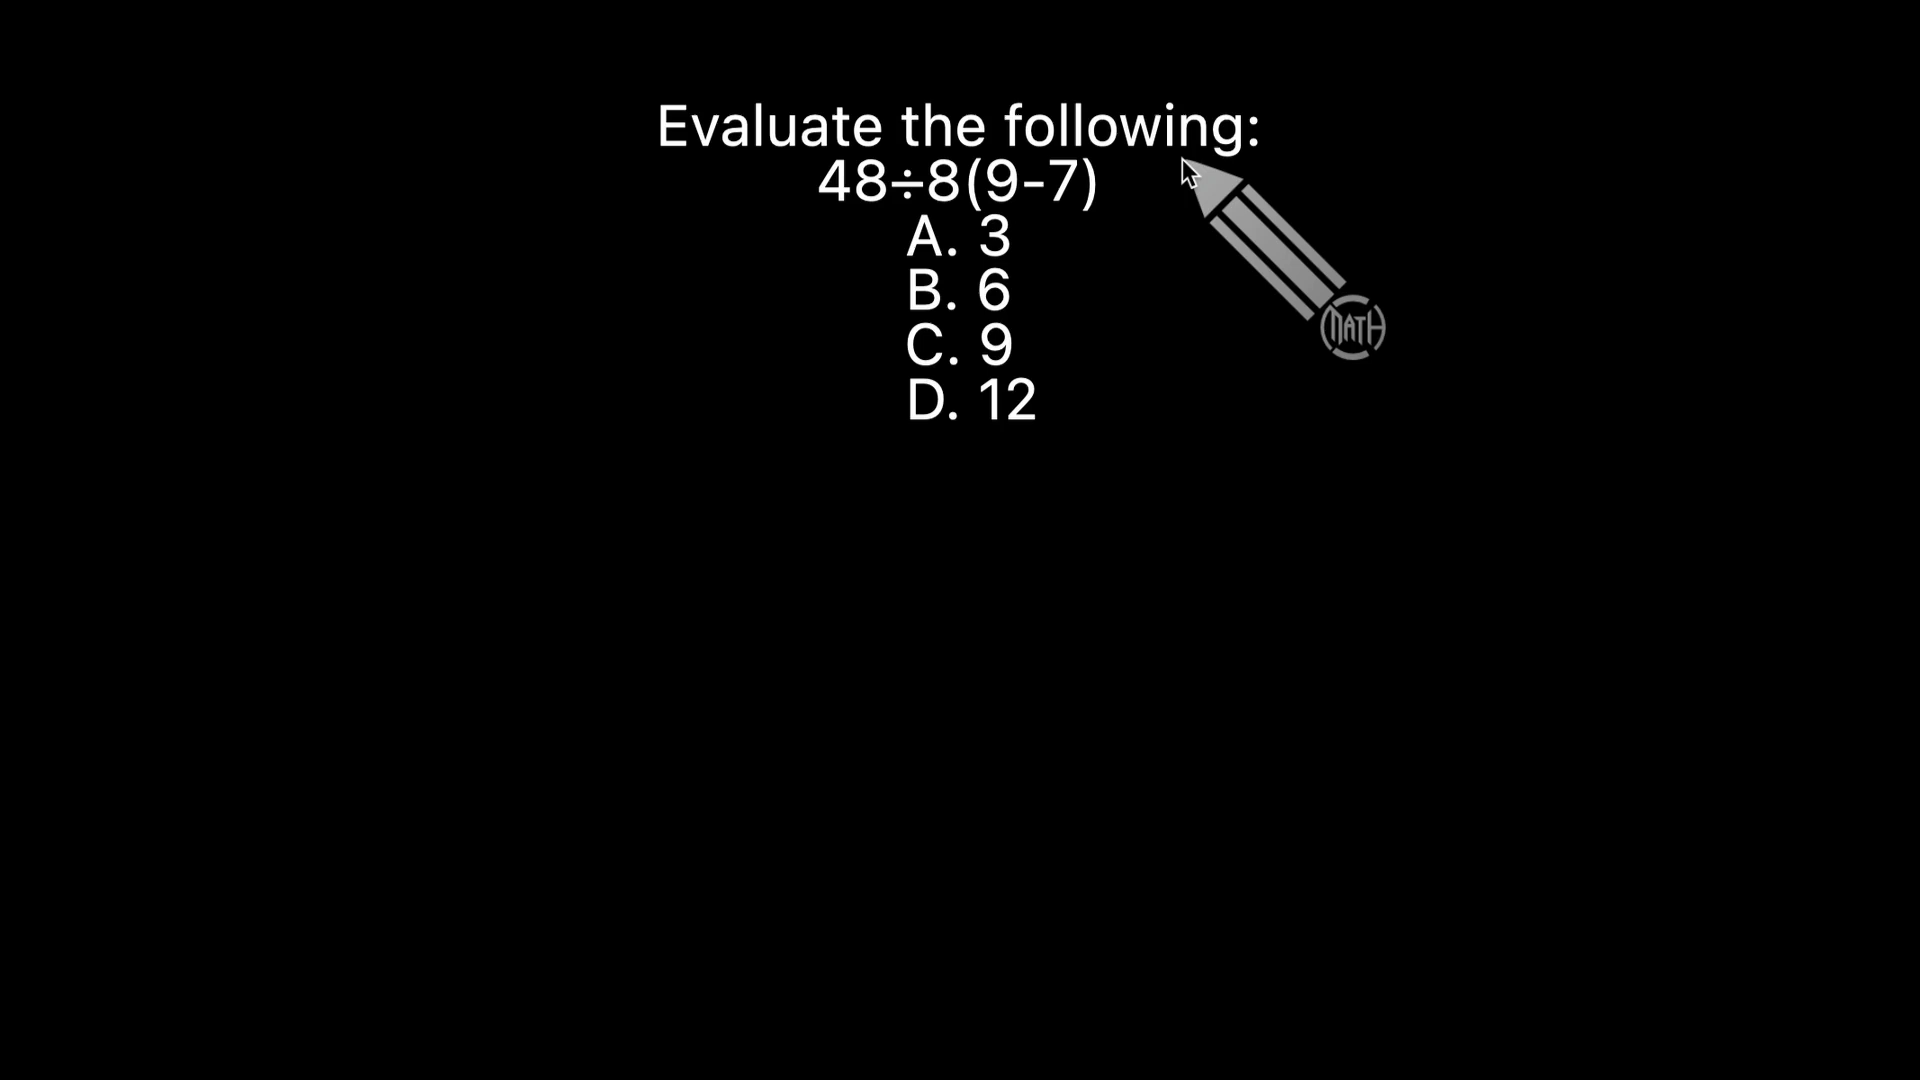 Evaluate the following:
48÷8(9-7)
A. 3
B. 6
C. 9
D. 12
MATH